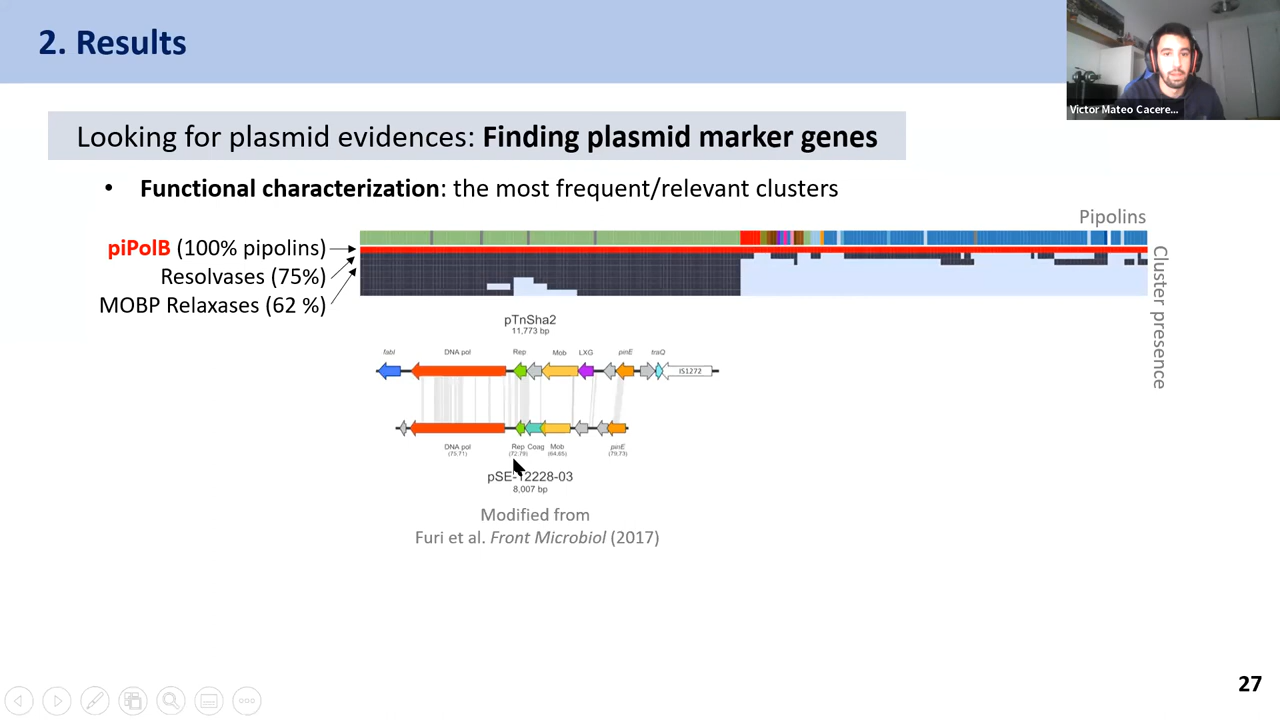 2. Results
Victor Mateo Cacere...
Looking for plasmid evidences: Finding plasmid marker genes
• Functional characterization: the most frequent/relevant clusters
Pipolins
piPolB (100% pipolins)
Resolvases (75%)
MOBP Relaxases (62 %)
Cluster presence
pTnSha2
11,773 bp
fabI DNA pol Rep Mob LXG pinE traQ
IS1272
DNA pol Rep Coag Mob pinE
(75.71) (72.79) (64.65) (79.73)
pSE-12228-03
8,007 bp
Modified from
Furi et al. Front Microbiol (2017)
27